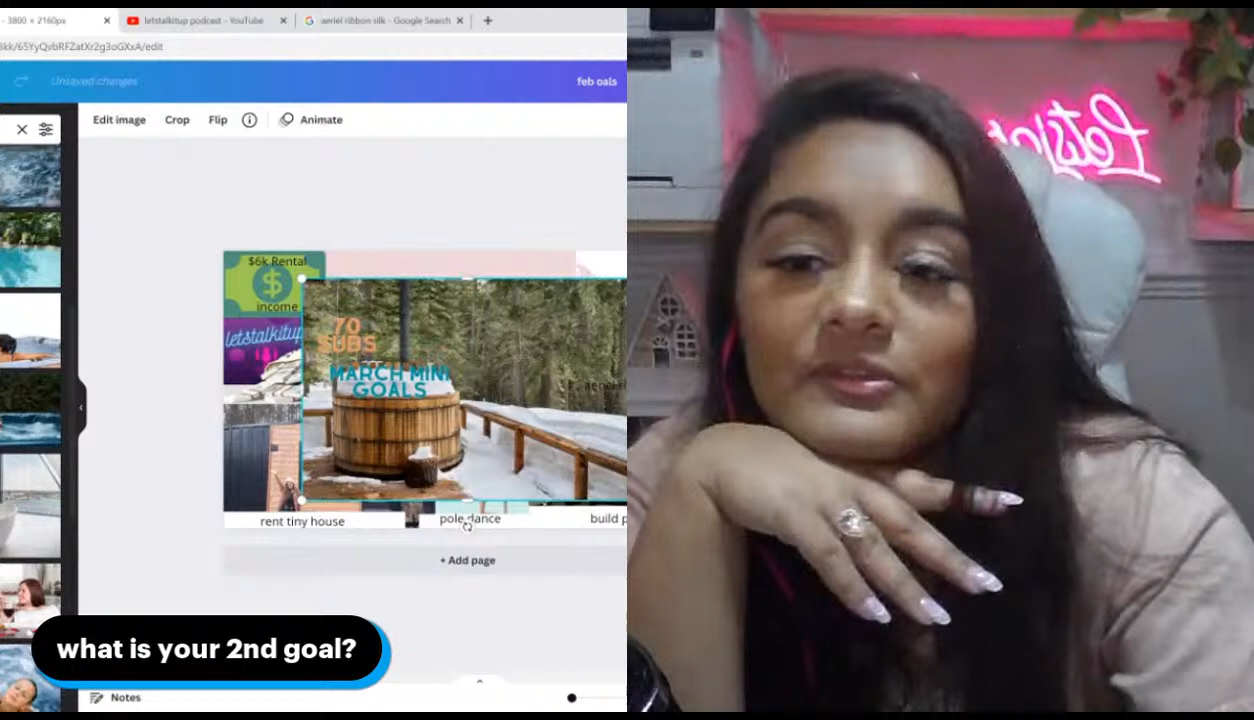 - 3800 × 2160px
letstalkitup podcast - YouTube
aeriel ribbon silk - Google Search
3kk/65YyQvbRFZatXr2g3oGXxA/edit
Unsaved changes
feb oals
Edit image
Crop
Flip
Animate
$6k Rental
income
letstalkitup
70
SUBS
MARCH MINI
GOALS
rent tiny house
pole dance
build p
+ Add page
what is your 2nd goal?
Notes